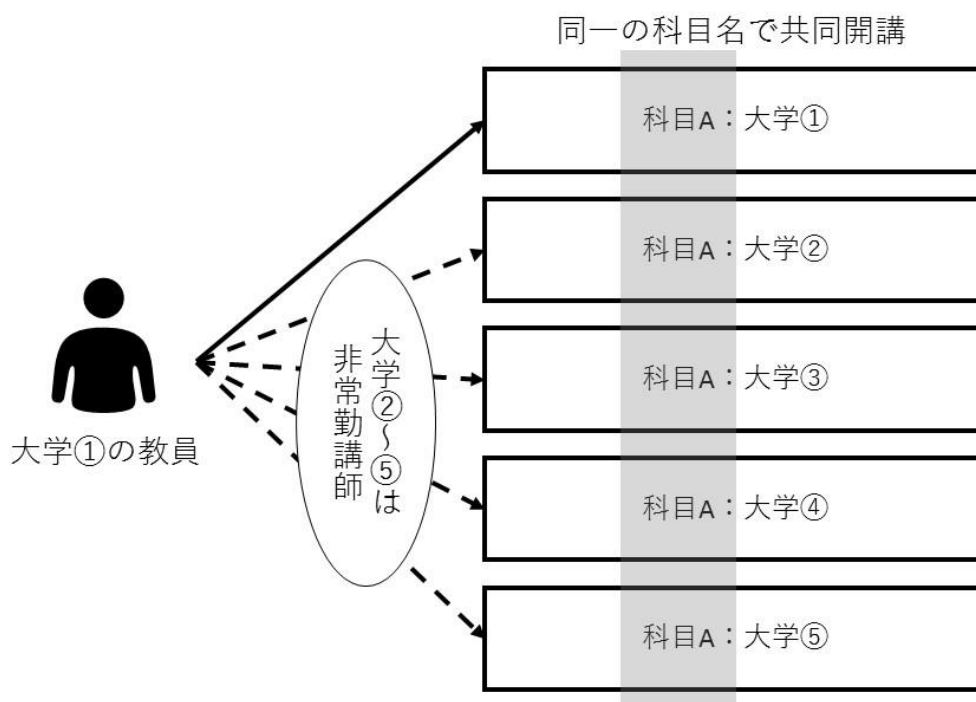 同一の科目名で共同開講
科目A：大学①
科目A：大学②
科目A：大学③
科目A：大学④
科目A：大学⑤
大学②～⑤は
非常勤講師
大学①の教員